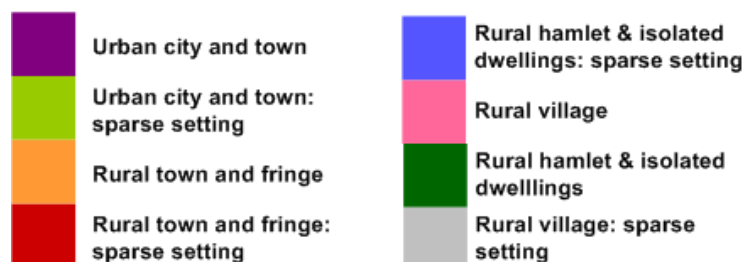 Urban city and town
Urban city and town:
sparse setting
Rural town and fringe
Rural town and fringe:
sparse setting
Rural hamlet & isolated
dwellings: sparse setting
Rural village
Rural hamlet & isolated
dwelllings
Rural village: sparse
setting